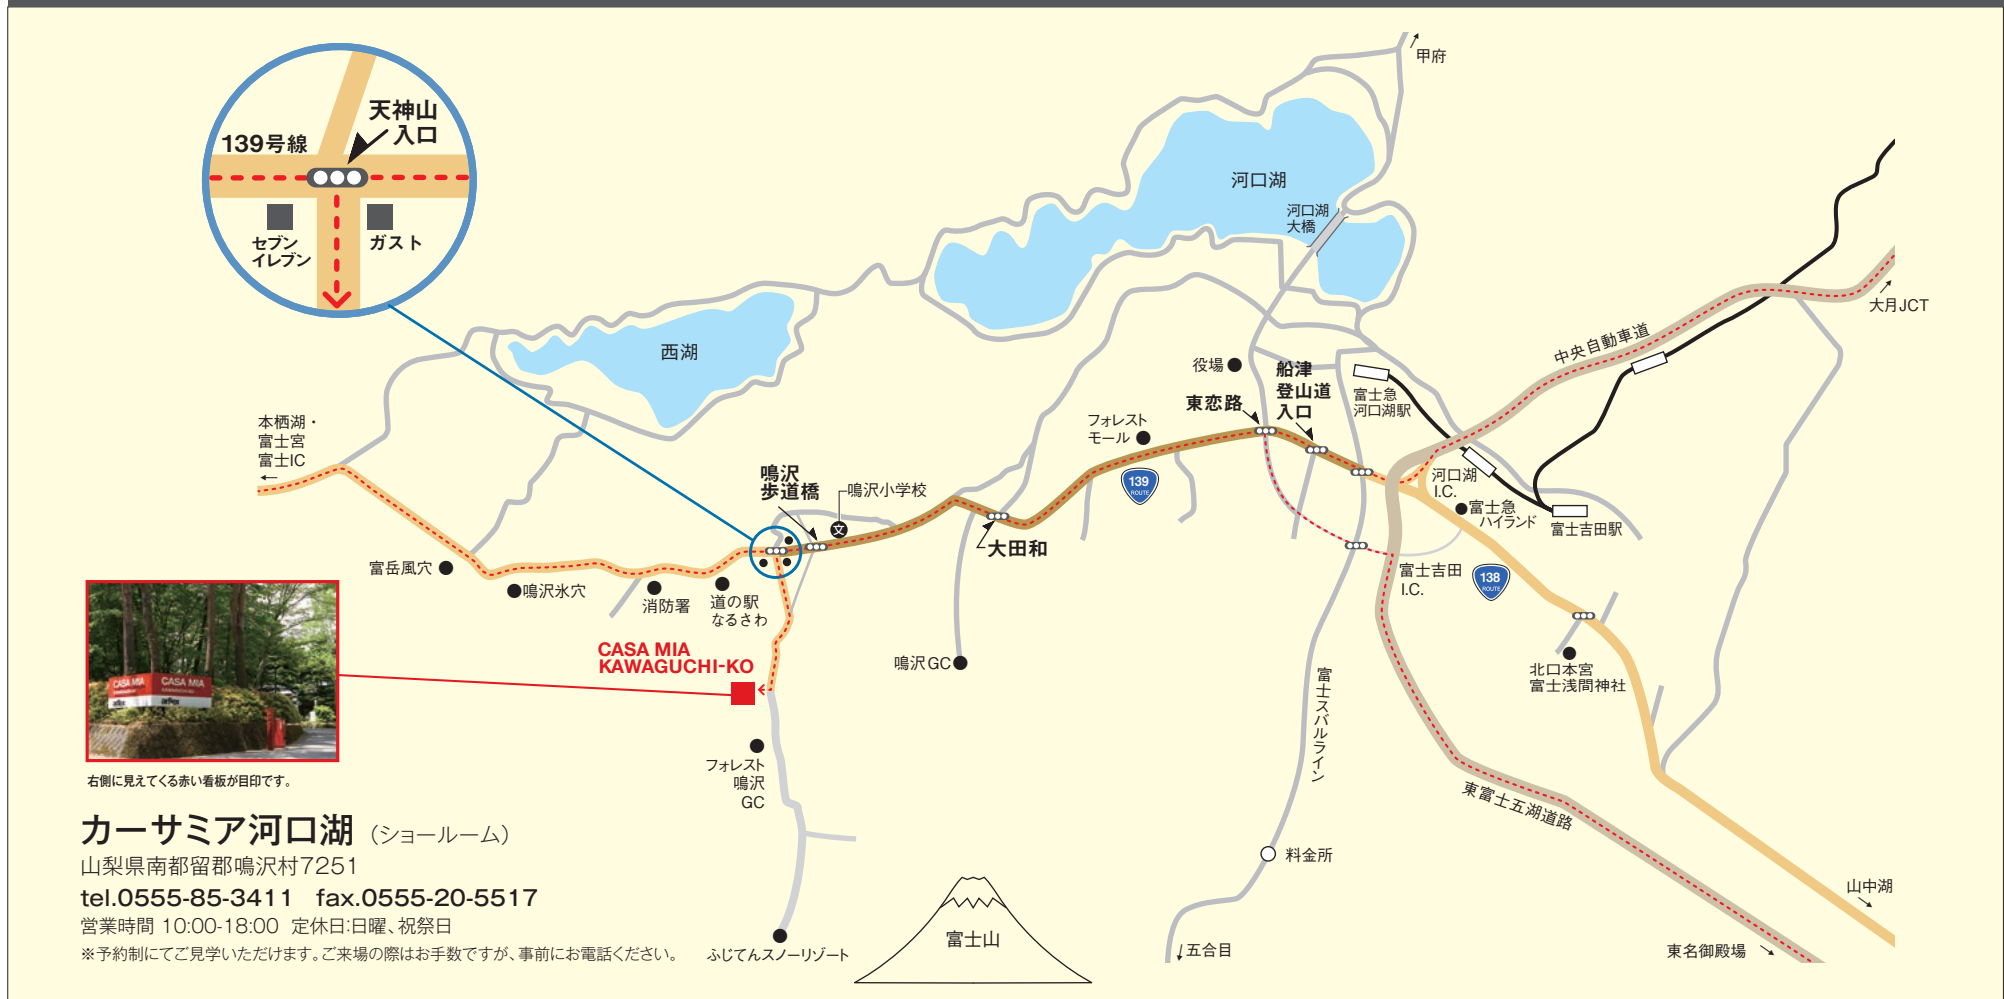 天神山
入口
139号線
セブン
イレブン
ガスト
甲府
河口湖
河口湖
大橋
大月JCT
中央自動車道
西湖
役場
船津
登山道
入口
東恋路
富士急
河口湖駅
フォレスト
モール
本栖湖・
富士宮
富士IC
鳴沢
歩道橋
鳴沢小学校
文
139
ROUTE
河口湖
I.C.
富士急
ハイランド
富士吉田駅
大田和
富岳風穴
鳴沢氷穴
消防署
道の駅
なるさわ
富士吉田
I.C.
138
ROUTE
CASA MIA
KAWAGUCHI-KO
鳴沢GC
北口本宮
富士浅間神社
富士スバルライン
CASA MIA
CASA MIA
右側に見えてくる赤い看板が目印です。
フォレスト
鳴沢
GC
東富士五湖道路
カーサミア河口湖 (ショールーム)
山梨県南都留郡鳴沢村7251
tel.0555-85-3411 fax.0555-20-5517
営業時間 10:00-18:00 定休日:日曜、祝祭日
※予約制にてご見学いただけます。ご来場の際はお手数ですが、事前にお電話ください。
ふじてんスノーリゾート
富士山
料金所
五合目
山中湖
東名御殿場